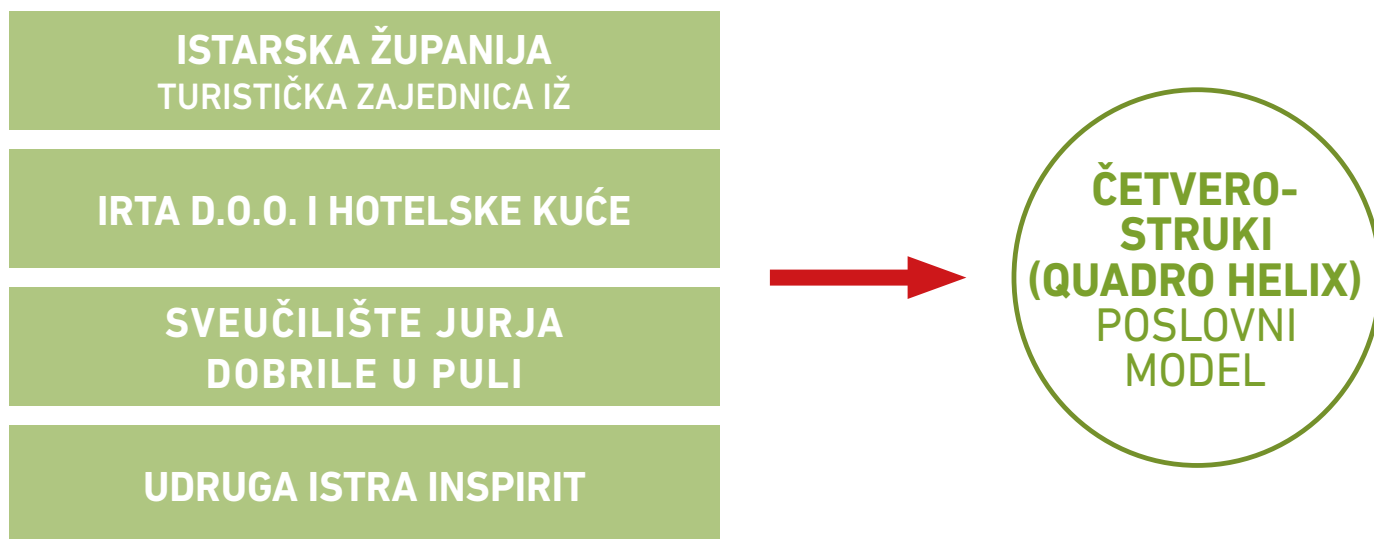 ISTARSKA ŽUPANIJA
TURISTIČKA ZAJEDNICA IŽ
IRTA D.O.O. I HOTELSKE KUĆE
SVEUČILIŠTE JURJA
DOBRILE U PULI
UDRUGA ISTRA INSPIRIT
ČETVERO-
STRUKI
(QUADRO HELIX)
POSLOVNI
MODEL